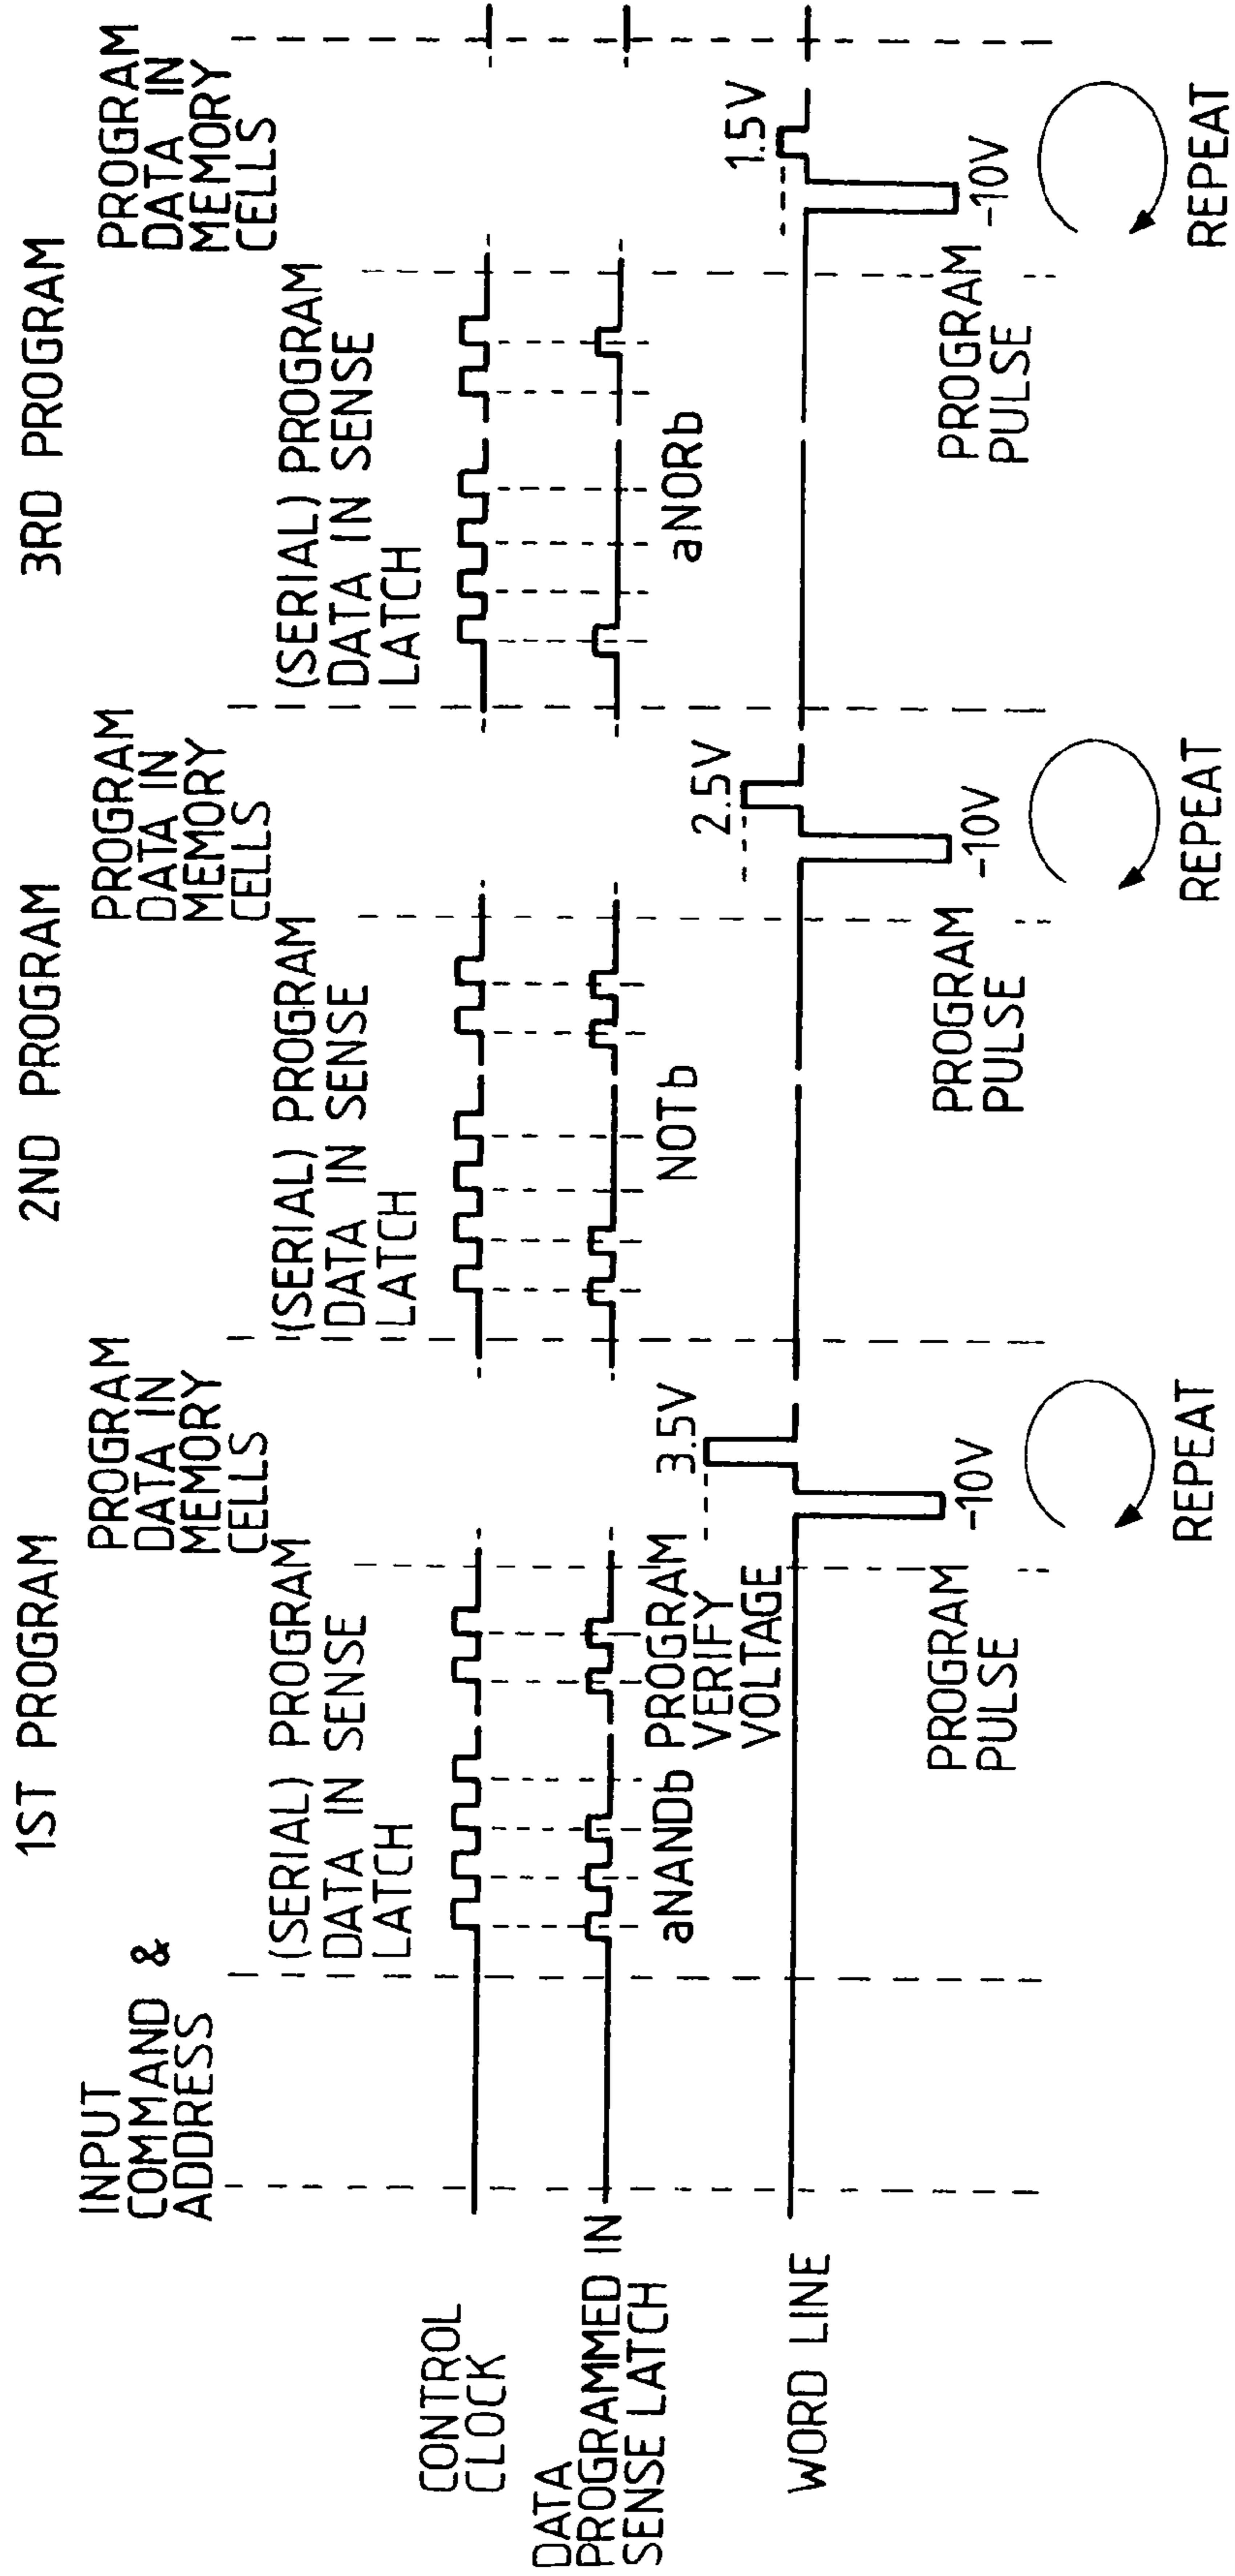 1ST PROGRAM
2ND PROGRAM
3RD PROGRAM
INPUT
COMMAND &
ADDRESS
PROGRAM
DATA IN
MEMORY
CELLS
PROGRAM
DATA IN
MEMORY
CELLS
PROGRAM
DATA IN
MEMORY
CELLS
(SERIAL) PROGRAM
DATA IN SENSE
LATCH
(SERIAL) PROGRAM
DATA IN SENSE
LATCH
(SERIAL) PROGRAM
DATA IN SENSE
LATCH
CONTROL
CLOCK
DATA
PROGRAMMED IN
SENSE LATCH
aNANDb
NOTb
aNORb
PROGRAM
VERIFY
VOLTAGE
3.5V
2.5V
1.5V
WORD LINE
-10V
-10V
-10V
PROGRAM
PULSE
PROGRAM
PULSE
PROGRAM
PULSE
REPEAT
REPEAT
REPEAT